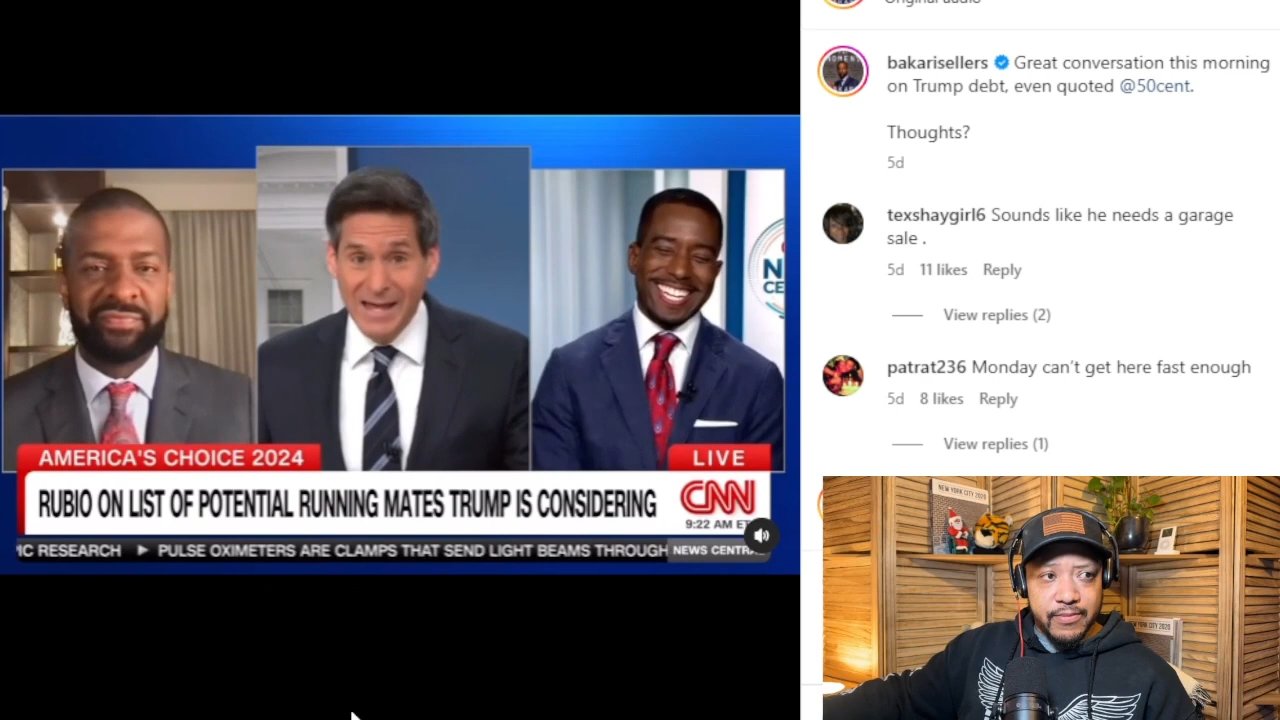 Original audio
bakarisellers Great conversation this morning
on Trump debt, even quoted @50cent.
Thoughts?
5d
texshaygirl6 Sounds like he needs a garage
sale .
5d 11 likes Reply
View replies (2)
patrat236 Monday can't get here fast enough
5d 8 likes Reply
View replies (1)
AMERICA'S CHOICE 2024
LIVE
RUBIO ON LIST OF POTENTIAL RUNNING MATES TRUMP IS CONSIDERING
CNN
9:22 AM ET
IC RESEARCH ▶ PULSE OXIMETERS ARE CLAMPS THAT SEND LIGHT BEAMS THROUGH
NEWS CENTRA
NEW YORK CITY 2020
NEW YORK CITY 2020